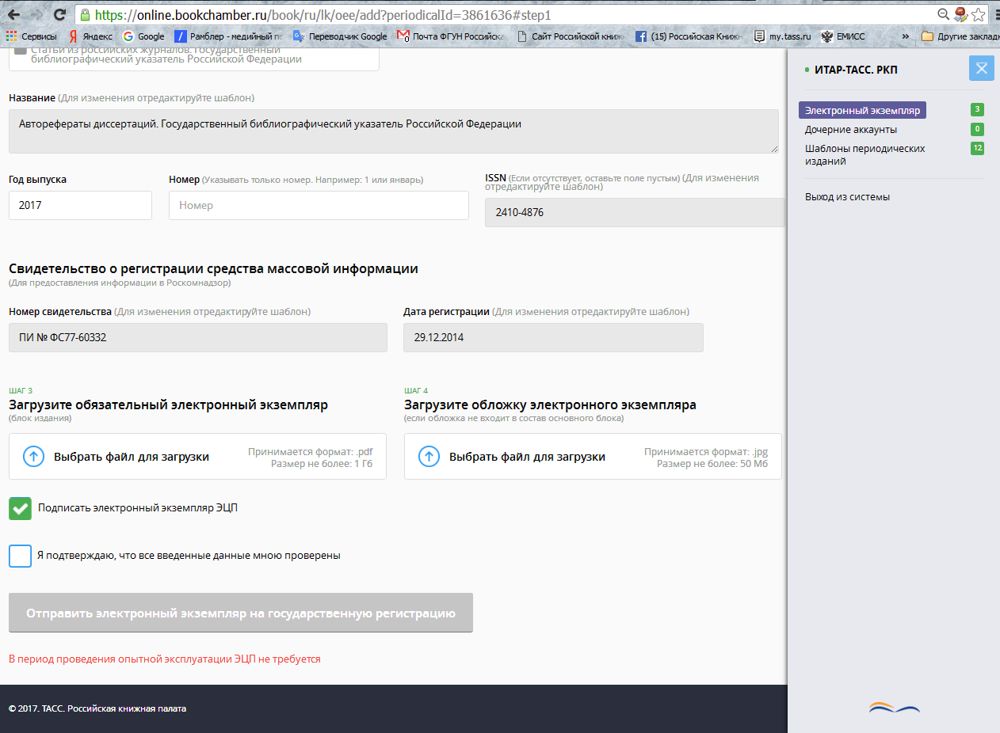 https://online.bookchamber.ru/book/ru/lk/oee/add?periodicalId=3861636#step1
Сервисы Яндекс Google Рамблер - медийный Переводчик Google Почта ФГУН Российска Сайт Российской книж (15) Российская Книжн my.tass.ru ЕМИСС » Другие заклад
Статьи из российских журналов. Государственный
библиографический указатель Российской Федерации
Название (Для изменения отредактируйте шаблон)
Авторефераты диссертаций. Государственный библиографический указатель Российской Федерации
Год выпуска
2017
Номер (Указывать только номер. Например: 1 или январь)
Номер
ISSN (Если отсутствует, оставьте поле пустым) (Для изменения
отредактируйте шаблон)
2410-4876
Свидетельство о регистрации средства массовой информации
(Для предоставления информации в Роскомнадзор)
Номер свидетельства (Для изменения отредактируйте шаблон)
ПИ № ФС77-60332
Дата регистрации (Для изменения отредактируйте шаблон)
29.12.2014
ШАГ 3
Загрузите обязательный электронный экземпляр
(блок издания)
Выбрать файл для загрузки
Принимается формат: .pdf
Размер не более: 1 Гб
ШАГ 4
Загрузите обложку электронного экземпляра
(если обложка не входит в состав основного блока)
Выбрать файл для загрузки
Принимается формат: .jpg
Размер не более: 50 Мб
Подписать электронный экземпляр ЭЦП
Я подтверждаю, что все введенные данные мною проверены
Отправить электронный экземпляр на государственную регистрацию
В период проведения опытной эксплуатации ЭЦП не требуется
© 2017. ТАСС. Российская книжная палата
ИТАР-ТАСС. РКП
Электронный экземпляр 3
Дочерние аккаунты 0
Шаблоны периодических 12
изданий
Выход из системы